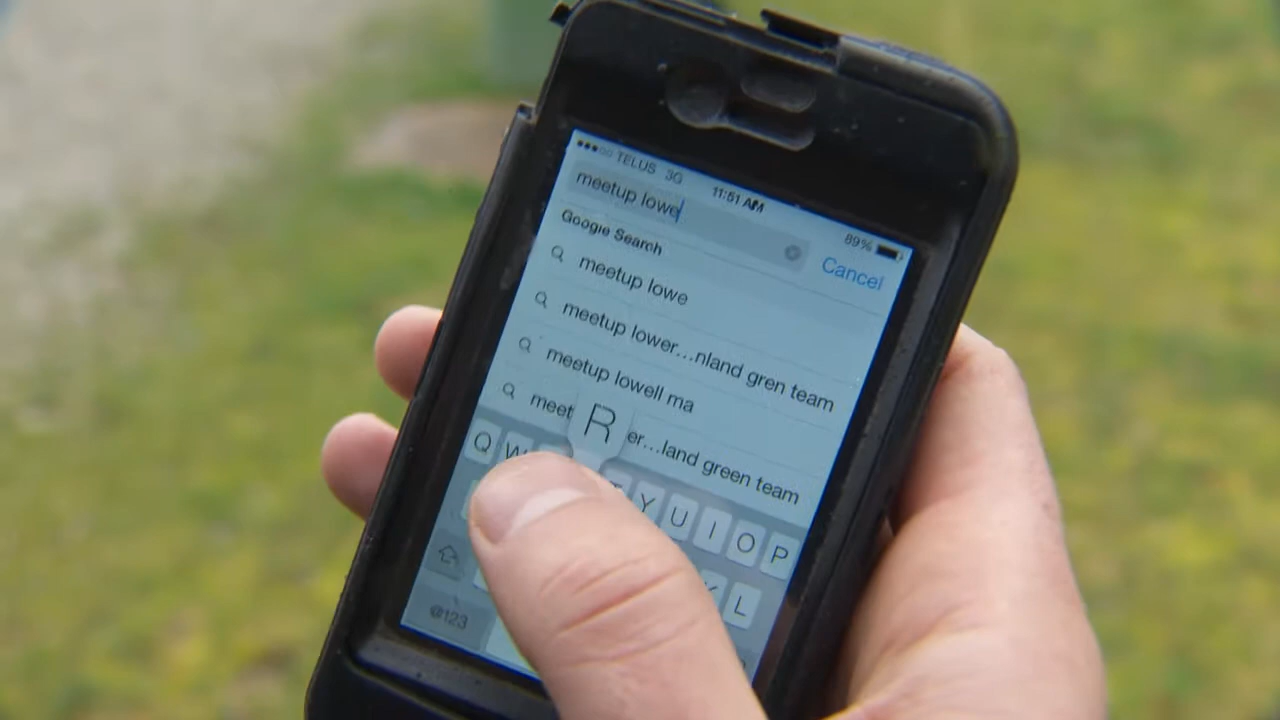 TELUS 3G 11:51 AM 89%
meetup lowe
Cancel
Google Search
meetup lowe
meetup lower...nland gren team
meetup lowell ma
meet er...land green team
R
Q W Y U I O P
L
@123